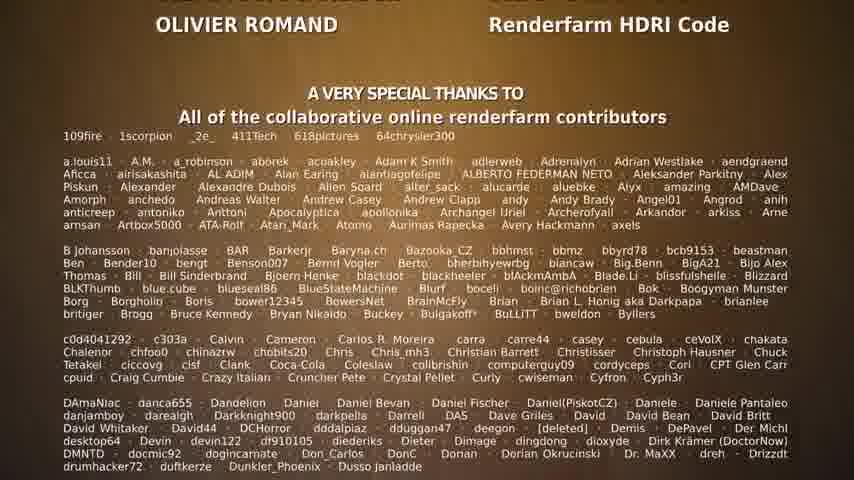 OLIVIER ROMAND Renderfarm HDRI Code
A VERY SPECIAL THANKS TO
All of the collaborative online renderfarm contributors
109fire · 1scorpion · _2e_ · 411Tech · 618pictures · 64chrysler300
a.louis11 · A.M. · a_robinson · aborek · acoakley · Adam K Smith · adlerweb · Adrenalyn · Adrian Westlake · aendgraend
Aficca · airisakashita · AL ADIM · Alan Earing · alantiagofelipe · ALBERTO FEDERMAN NETO · Aleksander Parkitny · Alex
Piskun · Alexander · Alexandre Dubois · Allen Soard · alter_sack · alucarde · aluebke · Alyx · amazing · AMDave
Amorph · anchedo · Andreas Walter · Andrew Casey · Andrew Clapp · andy · Andy Brady · Angel01 · Angrod · anih
anticreep · antoniko · Anttoni · Apocalyptica · apollonika · Archangel Uriel · Archerofall · Arkandor · arkiss · Arne
amsan · Artbox5000 · ATA-Rolf · Atari_Mark · Atomo · Aurimas Rapecka · Avery Hackmann · axels
B Johansson · banjolasse · BAR · Barkerjr · Baryna.ch · Bazooka_CZ · bbhmst · bbmz · bbyrd78 · bcb9153 · beastman
Ben · Bender10 · bengt · Benson007 · Bernd Vogler · Berto · bherbihyewrbg · biancaw · Big.Benn · BigA21 · Bijo Alex
Thomas · Bill · Bill Sinderbrand · Bjoern Henke · blackdot · blackheeler · blAckmAmbA · Blade.Li · blissfulshelle · Blizzard
BLKThumb · blue.cube · blueseal86 · BlueStateMachine · Blurf · boceli · boinc@richobrien · Bok · Boogyman Munster
Borg · Borgholio · Boris · bower12345 · BowersNet · BrainMcFly · Brian · Brian L. Honig aka Darkpapa · brianlee
britiger · Brogg · Bruce Kennedy · Bryan Nikaido · Buckey · Bulgakoff · BuLLiTT · bweldon · Byllers
c0d4041292 · c303a · Calvin · Cameron · Carlos R. Moreira · carra · carre44 · casey · cebula · ceVolX · chakata
Chalenor · chfoo0 · chinazrw · chobits20 · Chris · Chris_mh3 · Christian Barrett · Christisser · Christoph Hausner · Chuck
Tetakel · ciccovg · cisf · Clank · Coca-Cola · Coleslaw · colibrishin · computerguy09 · cordyceps · Cori · CPT Glen Carr
cpuid · Craig Cumbie · Crazy Italian · Cruncher Pete · Crystal Pellet · Curly · cwiseman · Cyfron · Cyph3r
DAmaNiac · danca655 · Dandelion · Daniel · Daniel Bevan · Daniel Fischer · Daniel(PiskotCZ) · Daniele · Daniele Pantaleo
danjamboy · darealgh · Darkknight900 · darkpella · Darrell · DAS · Dave Griles · David · David Bean · David Britt
David Whitaker · David44 · DCHorror · dddalpiaz · dduggan47 · deegon · [deleted] · Demis · DePavel · Der Michl
desktop64 · Devin · devin122 · df910105 · diederiks · Dieter · Dimage · dingdong · dioxyde · Dirk Krämer (DoctorNow)
DMNTD · docmic92 · dogincarnate · Don_Carlos · DonC · Donan · Dorian Okrucinski · Dr. MaXX · dreh · Drizzdt
drumhacker72 · duftkerze · Dunkler_Phoenix · Dusso Janladde